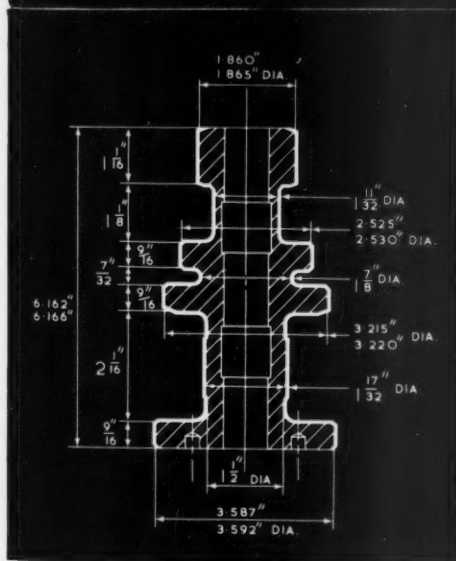 1·860"
1·865" DIA.
1 1/16"
1 1/8"
9/16"
7/32"
9/16"
6·162"
6·166"
2 1/16"
9/16"
1 11/32" DIA
2·525"
2·530" DIA.
1 7/8" DIA
3·215"
3·220" DIA.
1 17/32" DIA
1 1/2" DIA
3·587"
3·592" DIA.